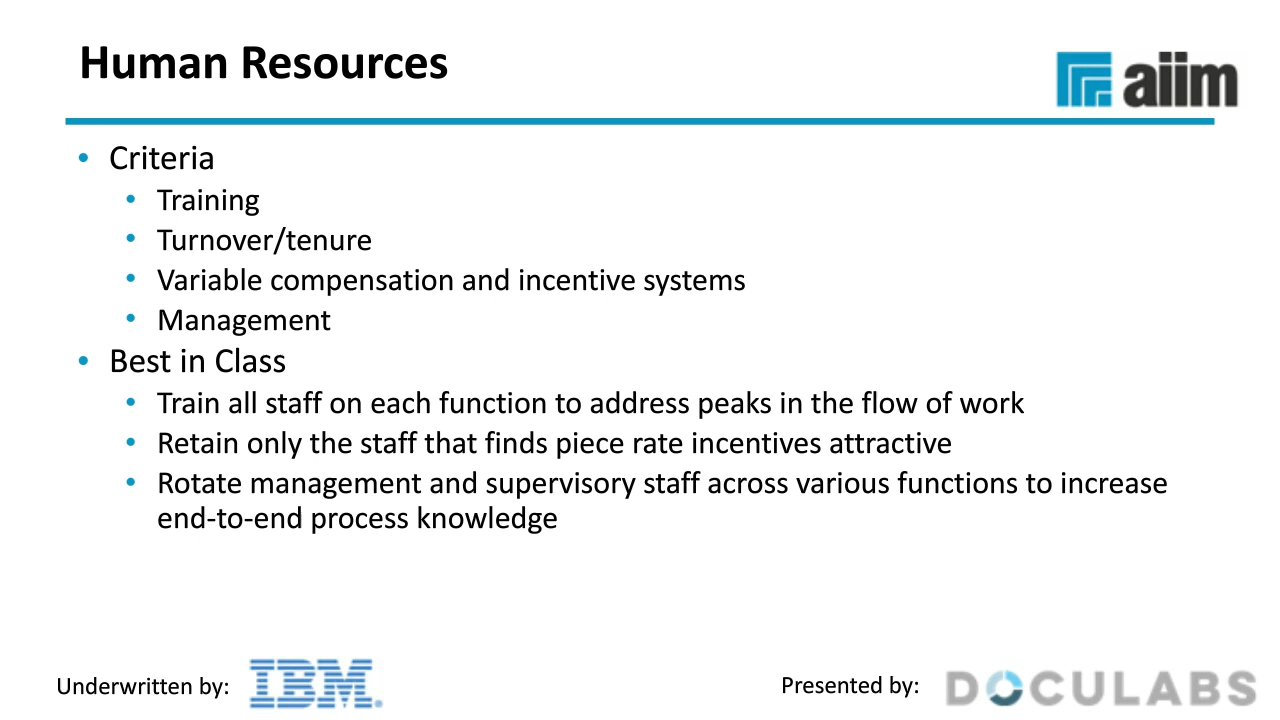 Human Resources
aiim
• Criteria
• Training
• Turnover/tenure
• Variable compensation and incentive systems
• Management
• Best in Class
• Train all staff on each function to address peaks in the flow of work
• Retain only the staff that finds piece rate incentives attractive
• Rotate management and supervisory staff across various functions to increase
end-to-end process knowledge
Underwritten by: IBM.
Presented by: DOCULABS